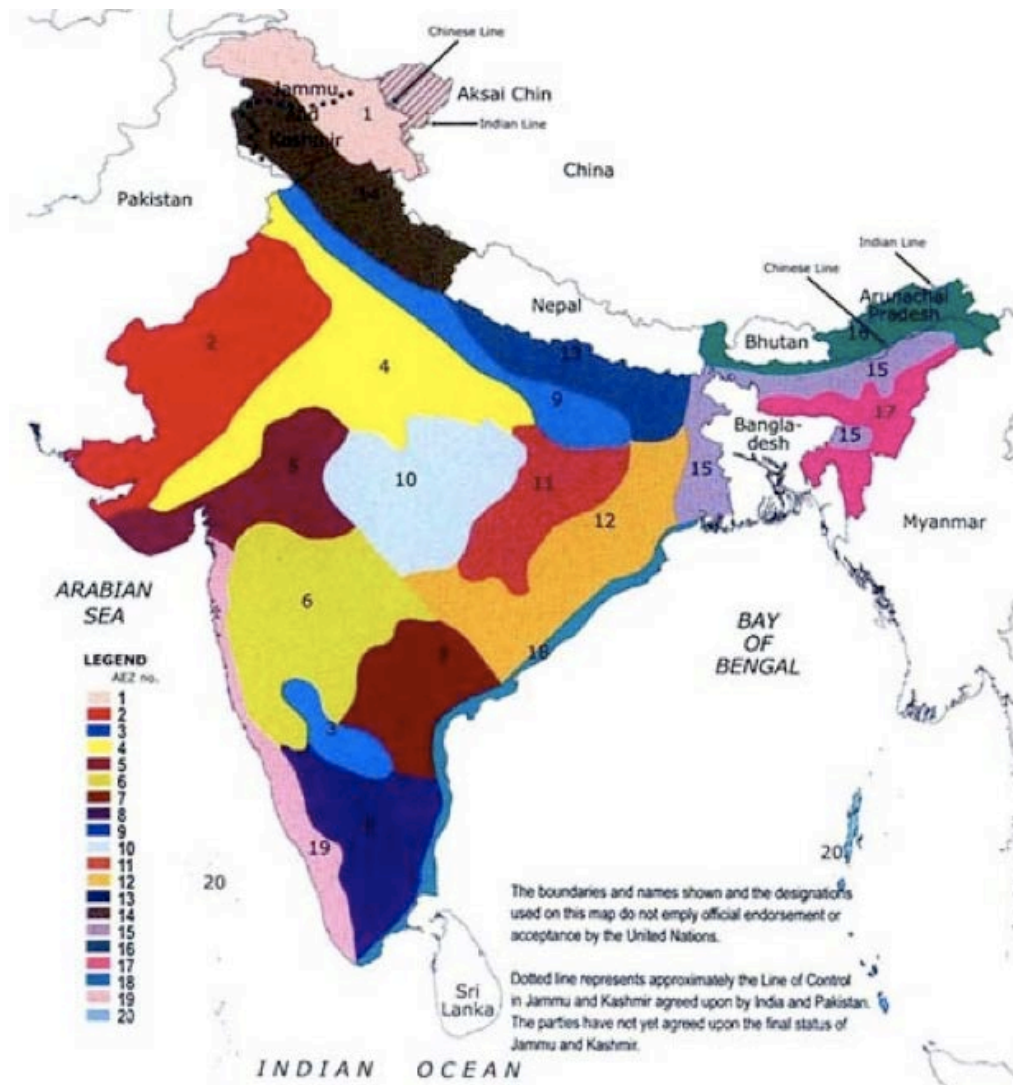 Chinese Line
Jammu
And
Kashmir
1
Aksai Chin
Indian Line
China
Pakistan
14
Nepal
Indian Line
Chinese Line
Arunachal
Pradesh
16
Bhutan
2
4
13
9
15
17
Bangla-
desh
15
5
10
11
15
12
Myanmar
ARABIAN
SEA
6
BAY
OF
BENGAL
7
18
LEGEND
AEZ no.
1
2
3
4
5
6
7
8
9
10
11
12
13
14
15
16
17
18
19
20
3
8
19
20
20
The boundaries and names shown and the designations
used on this map do not emply official endorsement or
acceptance by the United Nations.
Dotted line represents approximately the Line of Control
in Jammu and Kashmir agreed upon by India and Pakistan.
The parties have not yet agreed upon the final status of
Jammu and Kashmir.
Sri
Lanka
INDIAN OCEAN